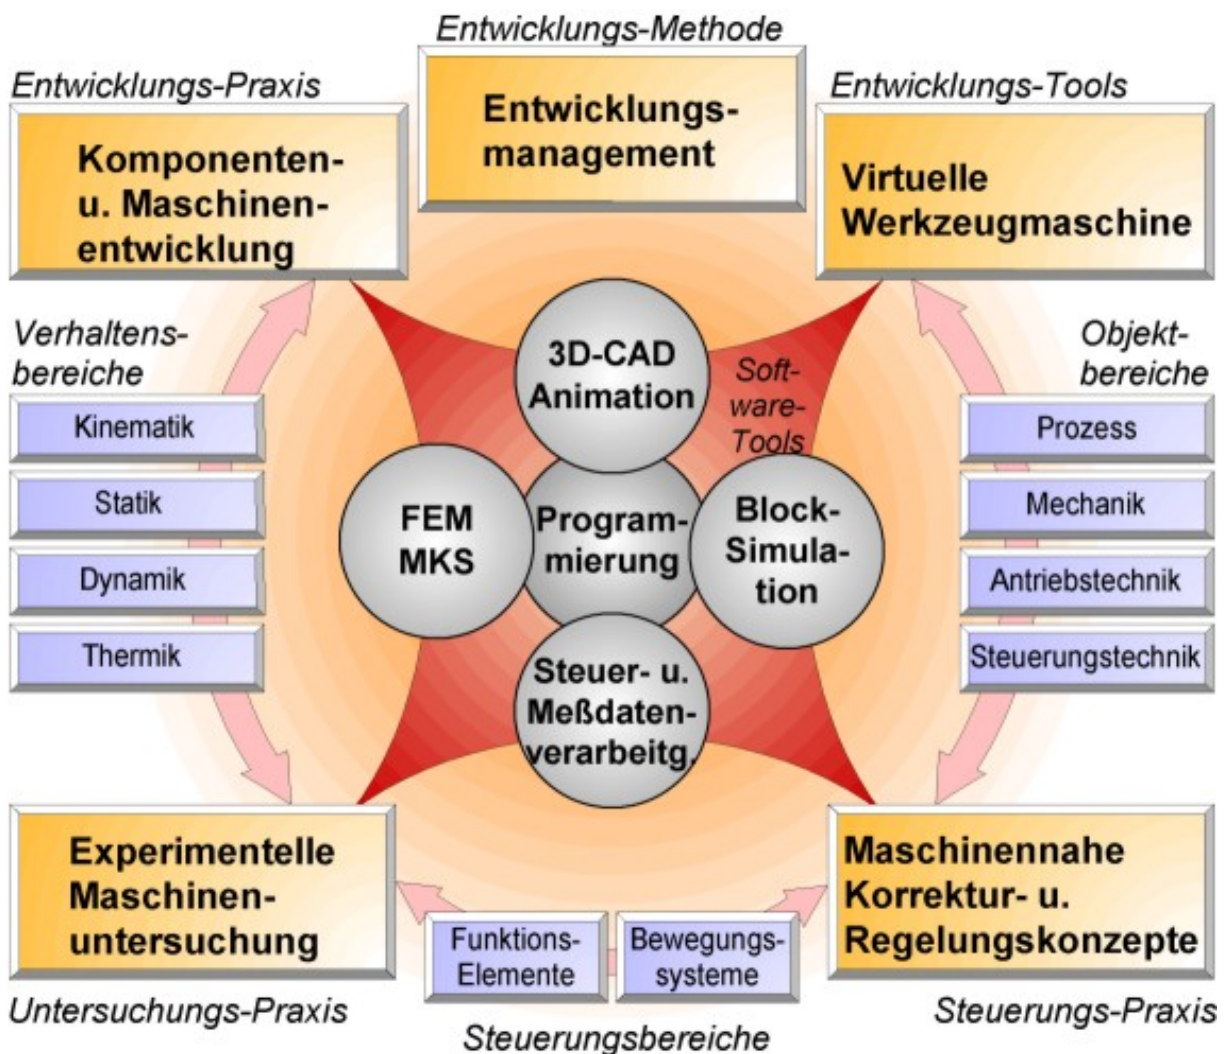 Entwicklungs-Methode
Entwicklungs-
management
Entwicklungs-Praxis
Komponenten-
u. Maschinen-
entwicklung
Entwicklungs-Tools
Virtuelle
Werkzeugmaschine
Verhaltens-
bereiche
Kinematik
Statik
Dynamik
Thermik
3D-CAD
Animation
Soft-
ware-
Tools
FEM
MKS
Program-
mierung
Block-
Simula-
tion
Steuer- u.
Meßdaten-
verarbeitg.
Objekt-
bereiche
Prozess
Mechanik
Antriebstechnik
Steuerungstechnik
Experimentelle
Maschinen-
untersuchung
Untersuchungs-Praxis
Funktions-
Elemente
Bewegungs-
systeme
Steuerungsbereiche
Maschinennahe
Korrektur- u.
Regelungskonzepte
Steuerungs-Praxis